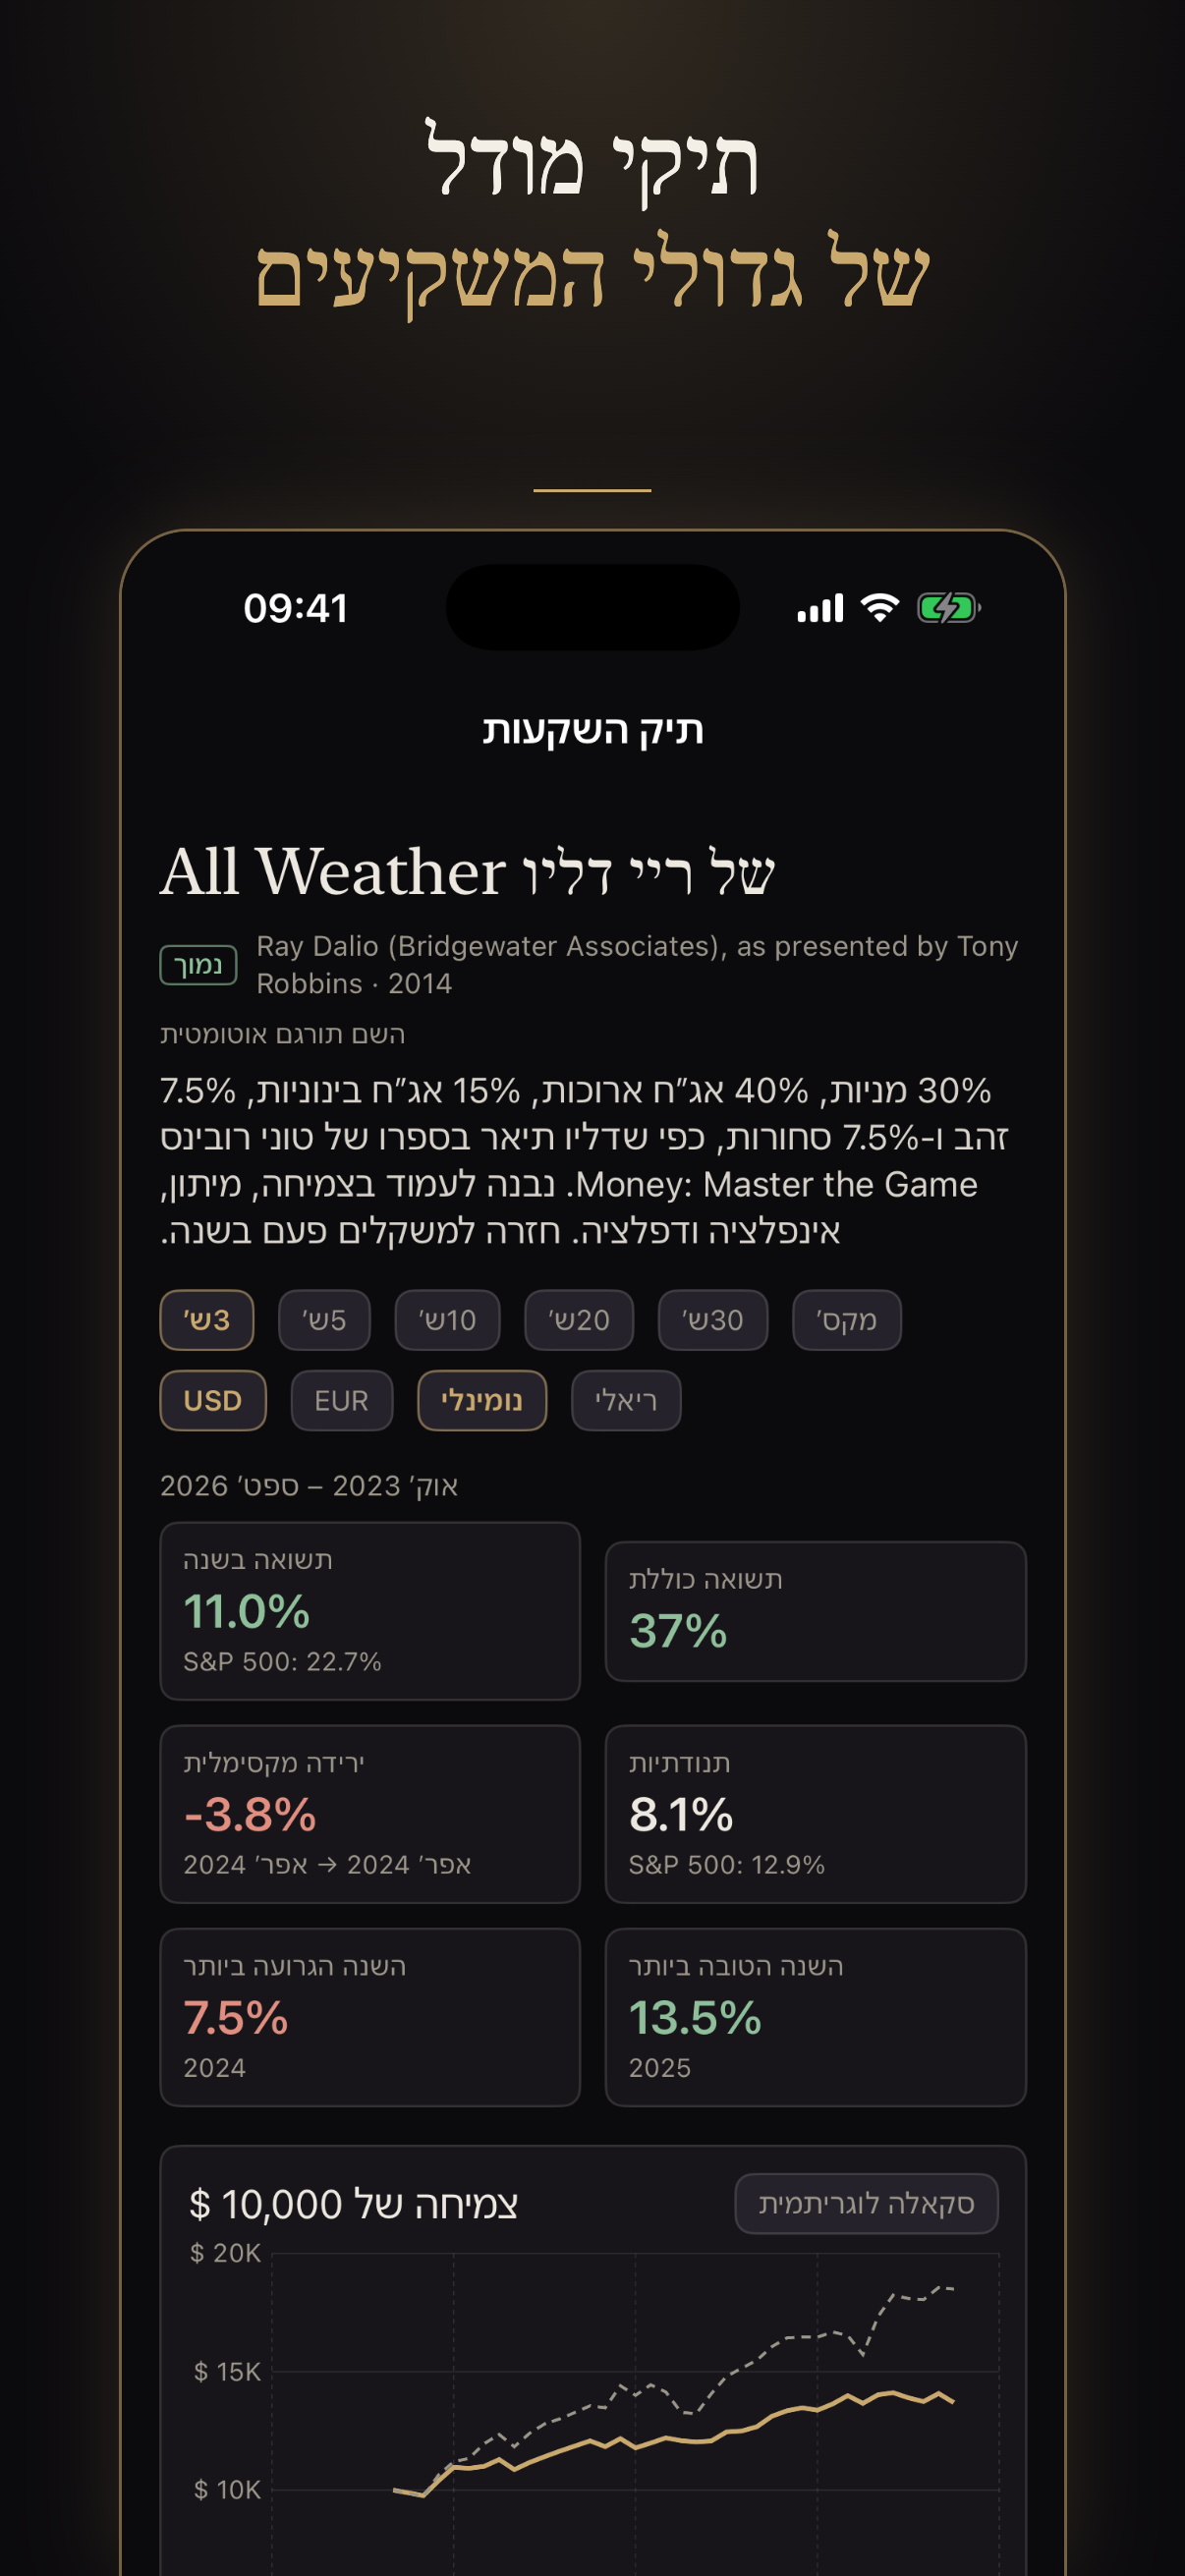 תיקי מודל
של גדולי המשקיעים
09:41
תיק השקעות
All Weather של ריי דליו
נמוך
Ray Dalio (Bridgewater Associates), as presented by Tony
Robbins · 2014
השם תורגם אוטומטית
30% מניות, 40% אג״ח ארוכות, 15% אג״ח בינוניות, 7.5%
זהב ו-7.5% סחורות, כפי שדליו תיאר בספרו של טוני רובינס
Money: Master the Game. נבנה לעמוד בצמיחה, מיתון,
אינפלציה ודפלציה. חזרה למשקלים פעם בשנה.
3ש׳ 5ש׳ 10ש׳ 20ש׳ 30ש׳ מקס׳
USD EUR נומינלי ריאלי
אוק׳ 2023 – ספט׳ 2026
תשואה בשנה
11.0%
S&P 500: 22.7%
תשואה כוללת
37%
ירידה מקסימלית
-3.8%
אפר׳ 2024 → אפר׳ 2024
תנודתיות
8.1%
S&P 500: 12.9%
השנה הגרועה ביותר
7.5%
2024
השנה הטובה ביותר
13.5%
2025
צמיחה של 10,000 $
סקאלה לוגריתמית
$ 20K
$ 15K
$ 10K